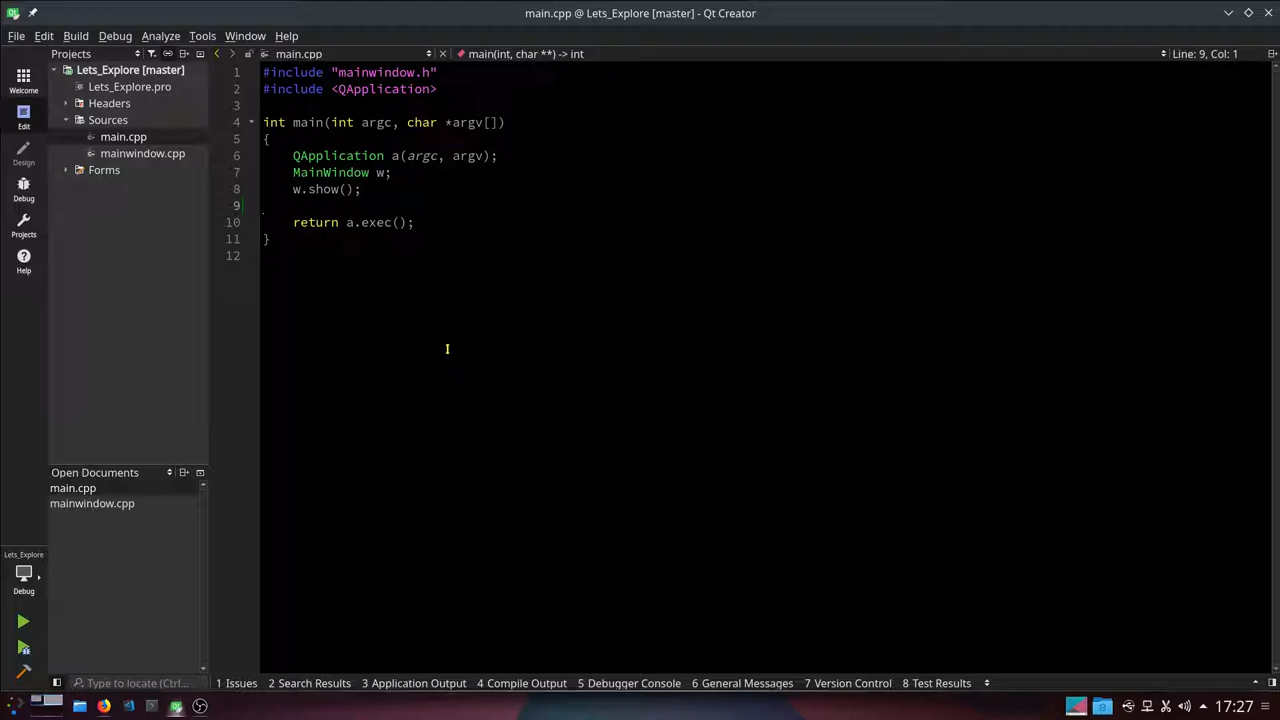 main.cpp @ Lets_Explore [master] - Qt Creator
File Edit Build Debug Analyze Tools Window Help
Projects
main.cpp
main(int, char **) -> int
Line: 9, Col: 1
Welcome
Edit
Design
Debug
Projects
Help
Lets_Explore [master]
Lets_Explore.pro
Headers
Sources
main.cpp
mainwindow.cpp
Forms
1 #include "mainwindow.h"
2 #include <QApplication>
3
4 int main(int argc, char *argv[])
5 {
6 QApplication a(argc, argv);
7 MainWindow w;
8 w.show();
9
10 return a.exec();
11 }
12
Open Documents
main.cpp
mainwindow.cpp
Lets_Explore
Debug
Type to locate (Ctrl-...
1 Issues 2 Search Results 3 Application Output 4 Compile Output 5 Debugger Console 6 General Messages 7 Version Control 8 Test Results
17:27